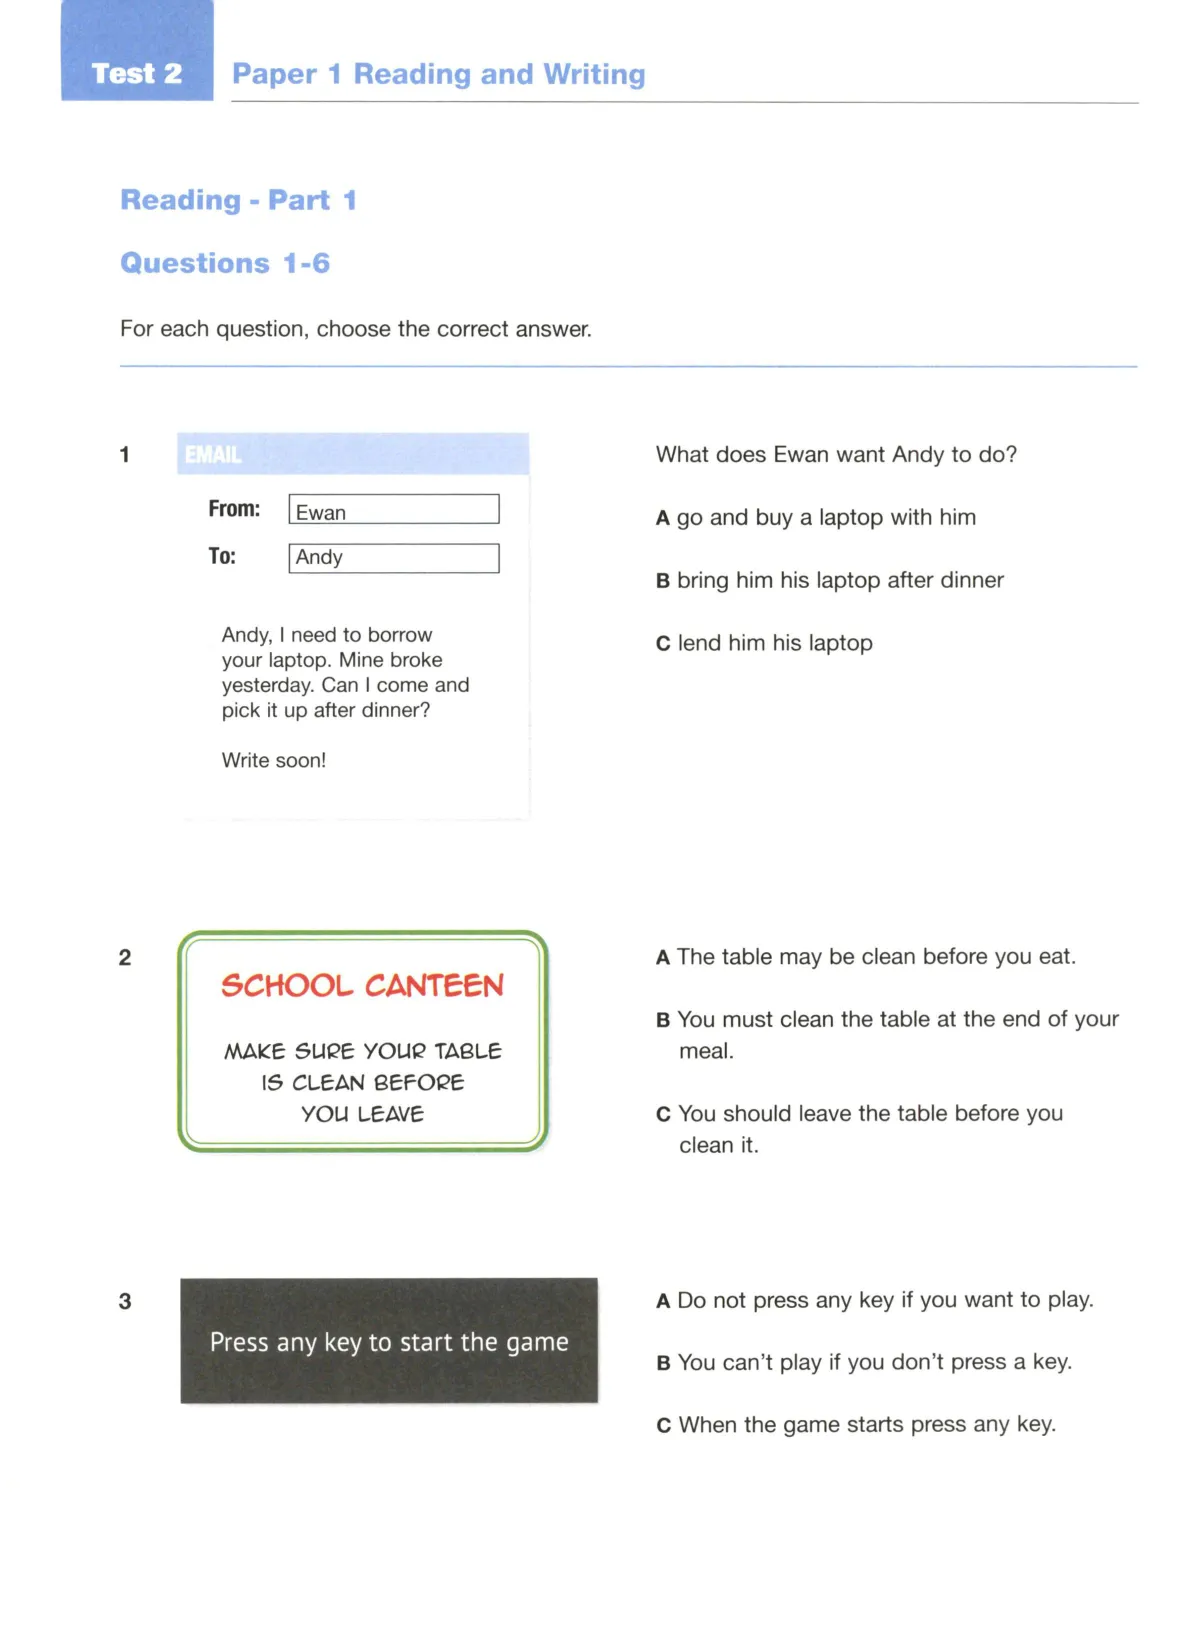 Test 2 Paper 1 Reading and Writing
Reading - Part 1
Questions 1-6
For each question, choose the correct answer.
1
EMAIL
From: Ewan
To: Andy
Andy, I need to borrow
your laptop. Mine broke
yesterday. Can I come and
pick it up after dinner?
Write soon!
What does Ewan want Andy to do?
A go and buy a laptop with him
B bring him his laptop after dinner
C lend him his laptop
2
SCHOOL CANTEEN
MAKE SURE YOUR TABLE
IS CLEAN BEFORE
YOU LEAVE
A The table may be clean before you eat.
B You must clean the table at the end of your
meal.
C You should leave the table before you
clean it.
3
Press any key to start the game
A Do not press any key if you want to play.
B You can't play if you don't press a key.
C When the game starts press any key.